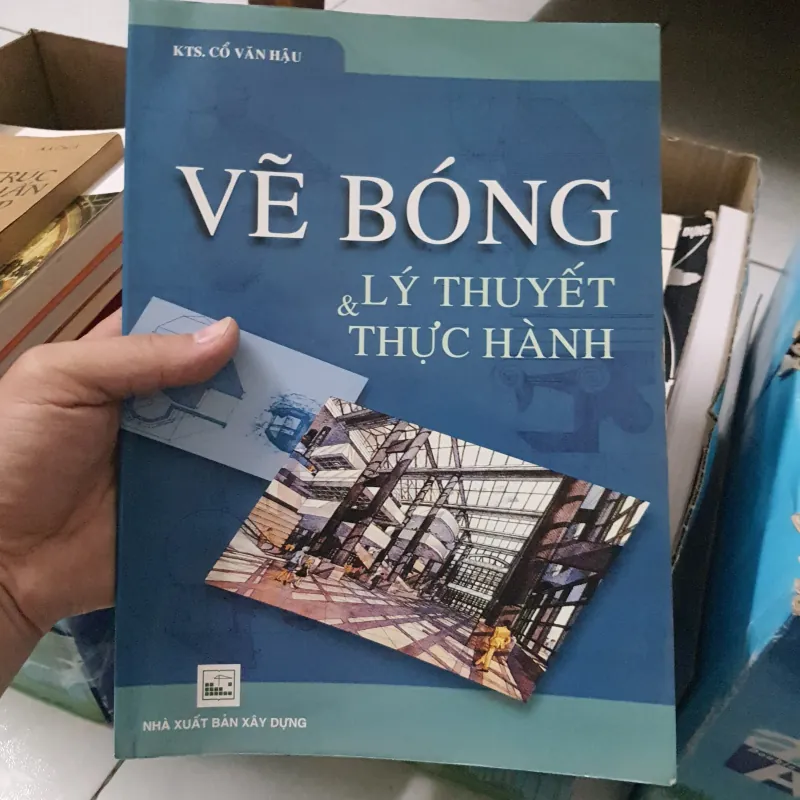 KTS. CỔ VĂN HẬU
VẼ BÓNG
LÝ THUYẾT
&
THỰC HÀNH
NHÀ XUẤT BẢN XÂY DỰNG